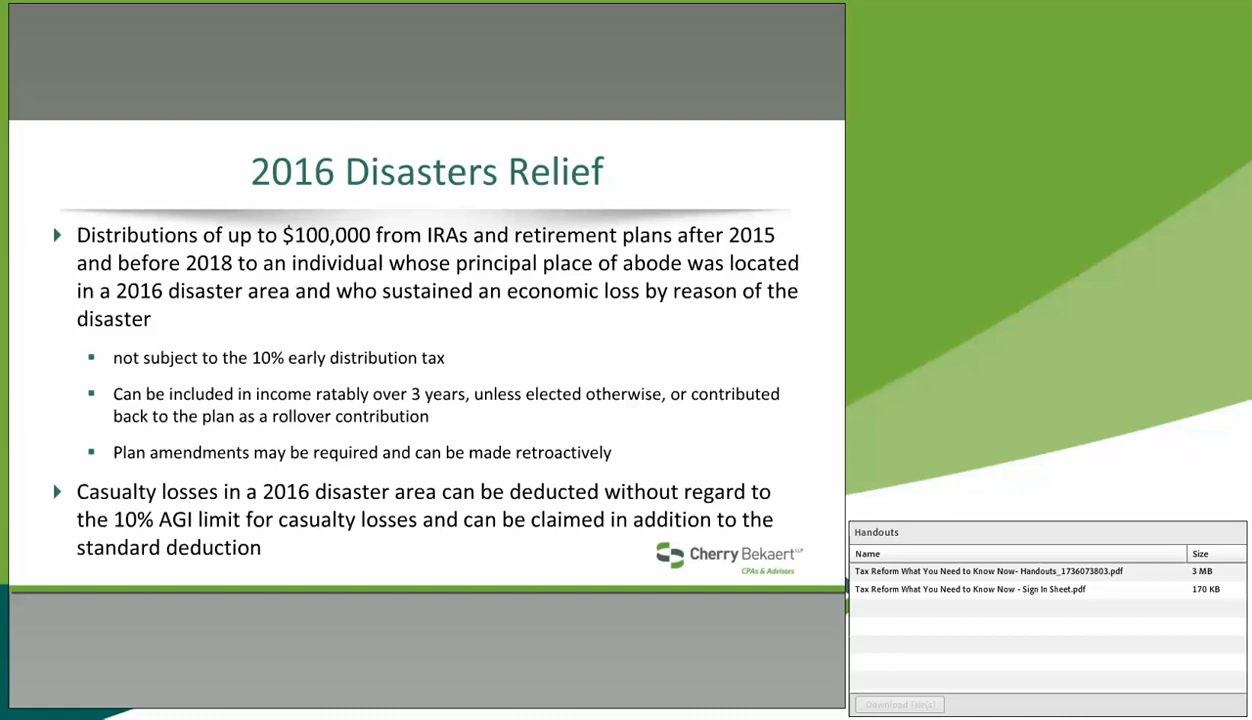 2016 Disasters Relief
Distributions of up to $100,000 from IRAs and retirement plans after 2015
and before 2018 to an individual whose principal place of abode was located
in a 2016 disaster area and who sustained an economic loss by reason of the
disaster
not subject to the 10% early distribution tax
Can be included in income ratably over 3 years, unless elected otherwise, or contributed
back to the plan as a rollover contribution
Plan amendments may be required and can be made retroactively
Casualty losses in a 2016 disaster area can be deducted without regard to
the 10% AGI limit for casualty losses and can be claimed in addition to the
standard deduction
Cherry Bekaert LLP
CPAs & Advisors
Handouts
Name Size
Tax Reform What You Need to Know Now- Handouts_1736073803.pdf 3 MB
Tax Reform What You Need to Know Now - Sign In Sheet.pdf 170 KB
Download File(s)